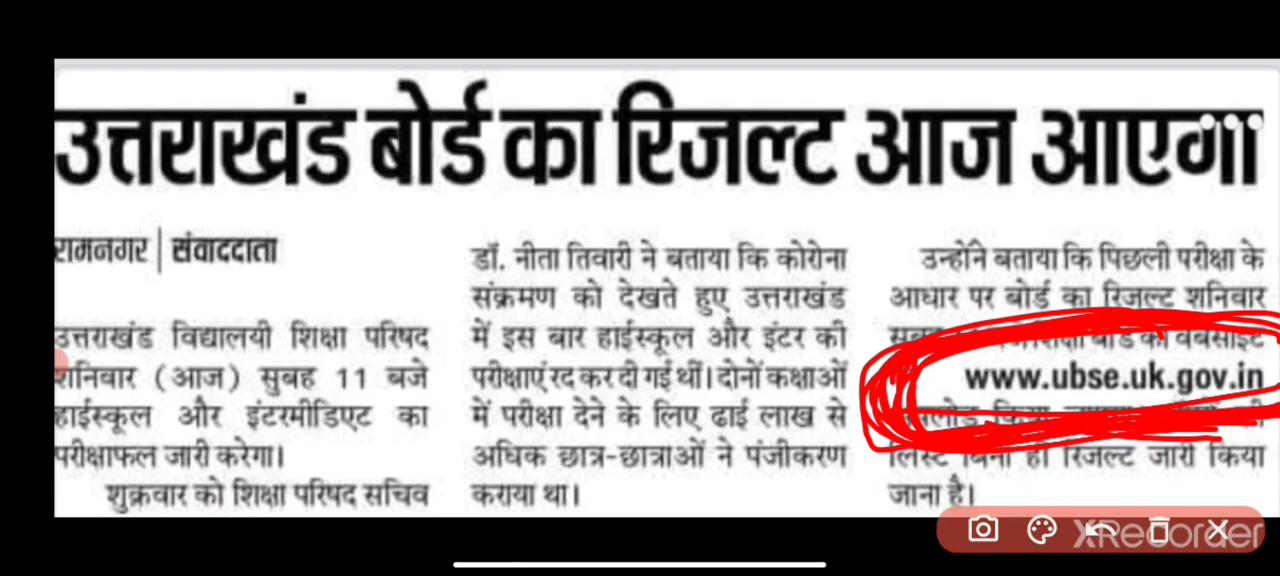 उत्तराखंड बोर्ड का रिजल्ट आज आएगा
रामनगर | संवाददाता
उत्तराखंड विद्यालयी शिक्षा परिषद
शनिवार (आज) सुबह 11 बजे
हाईस्कूल और इंटरमीडिएट का
परीक्षाफल जारी करेगा।
शुक्रवार को शिक्षा परिषद सचिव
डॉ. नीता तिवारी ने बताया कि कोरोना
संक्रमण को देखते हुए उत्तराखंड
में इस बार हाईस्कूल और इंटर की
परीक्षाएं रद कर दी गई थीं। दोनों कक्षाओं
में परीक्षा देने के लिए ढाई लाख से
अधिक छात्र-छात्राओं ने पंजीकरण
कराया था।
उन्होंने बताया कि पिछली परीक्षा के
आधार पर बोर्ड का रिजल्ट शनिवार
बोर्ड की वेबसाइट
www.ubse.uk.gov.in
लिस्ट बिना ही रिजल्ट जारी किया
जाना है।
XRecorder